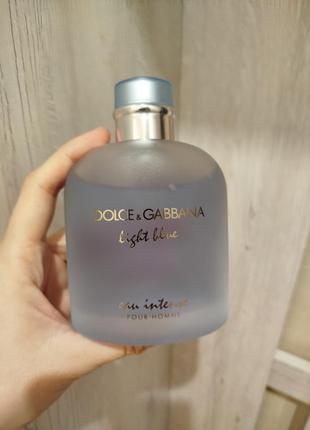 DOLCE & GABBANA
light blue
eau intense
POUR HOMME